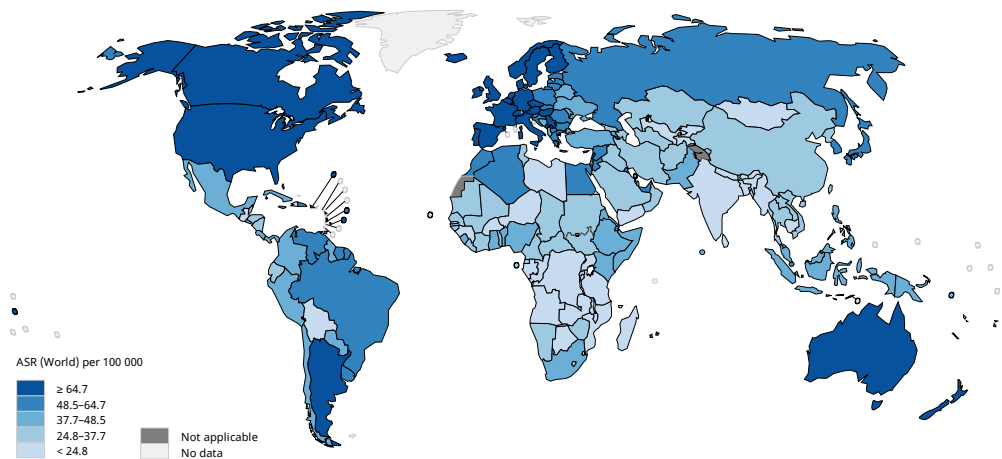 ASR (World) per 100 000
≥ 64.7
48.5–64.7
37.7–48.5
24.8–37.7
< 24.8
Not applicable
No data